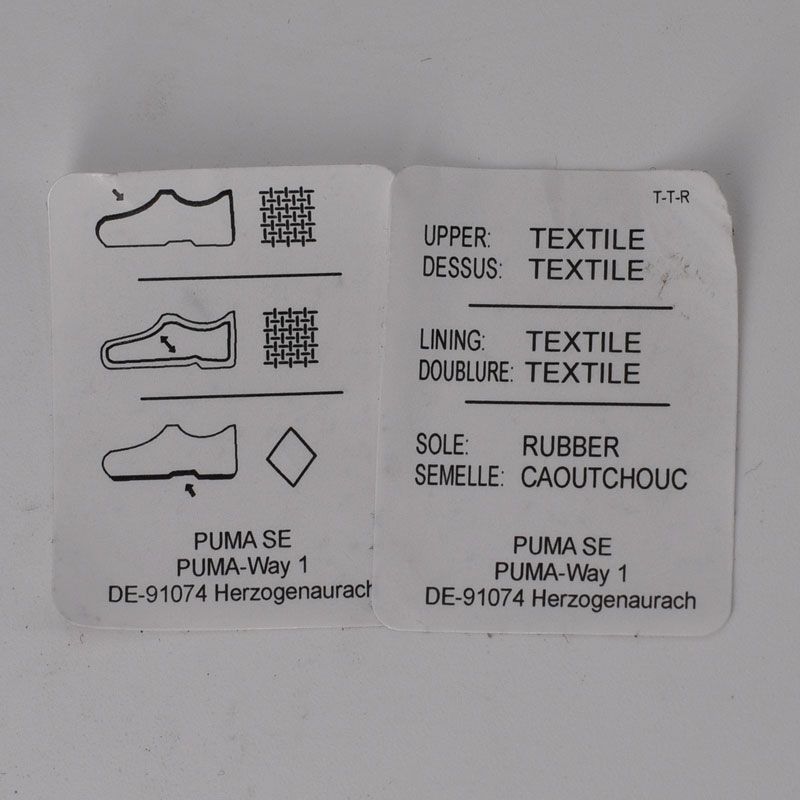 PUMA SE
PUMA-Way 1
DE-91074 Herzogenaurach
T-T-R
UPPER: TEXTILE
DESSUS: TEXTILE
LINING: TEXTILE
DOUBLURE: TEXTILE
SOLE: RUBBER
SEMELLE: CAOUTCHOUC
PUMA SE
PUMA-Way 1
DE-91074 Herzogenaurach